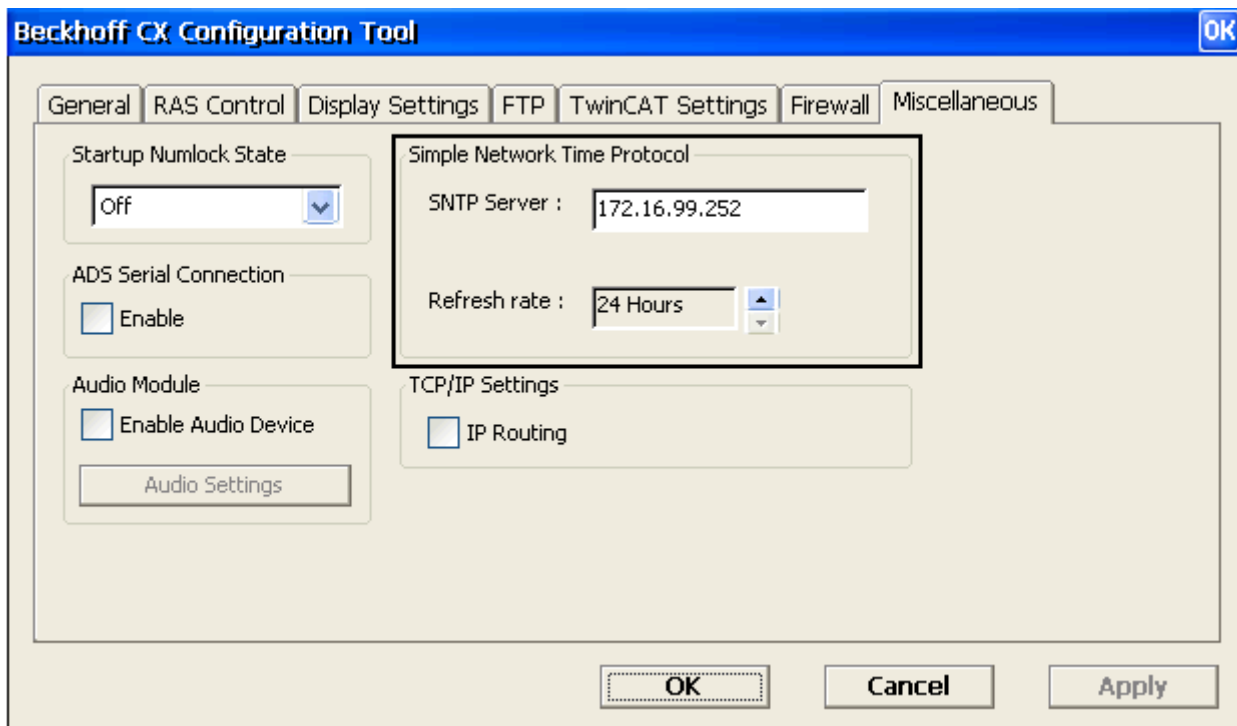 Beckhoff CX Configuration Tool
OK
General RAS Control Display Settings FTP TwinCAT Settings Firewall Miscellaneous
Startup Numlock State
Off
ADS Serial Connection
Enable
Audio Module
Enable Audio Device
Audio Settings
Simple Network Time Protocol
SNTP Server :
172.16.99.252
Refresh rate :
24 Hours
TCP/IP Settings
IP Routing
OK
Cancel
Apply